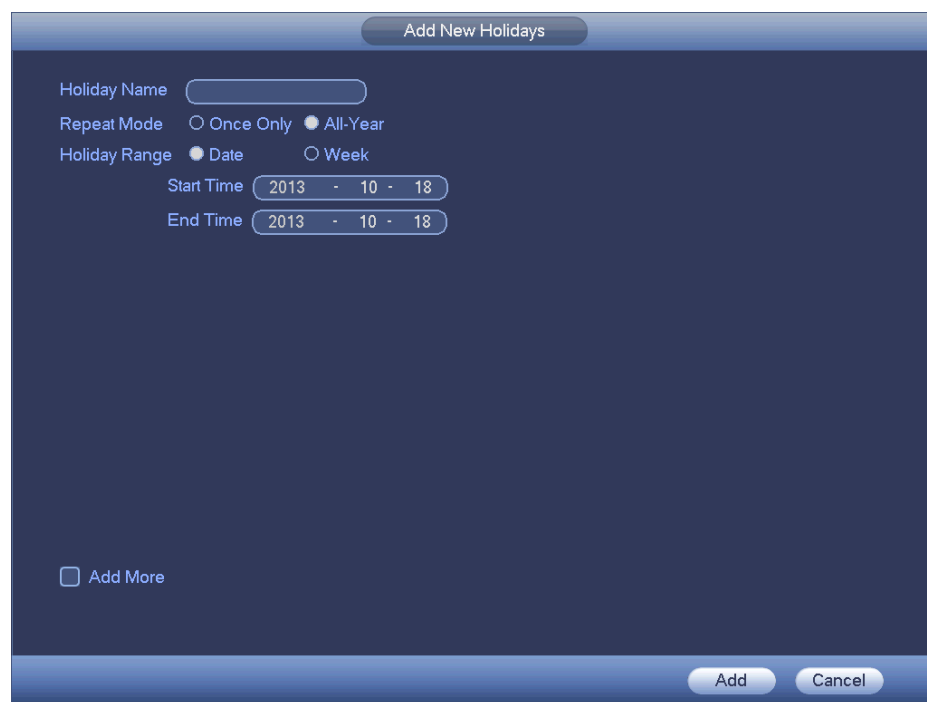 Add New Holidays
Holiday Name
Repeat Mode Once Only All-Year
Holiday Range Date Week
Start Time 2013 - 10 - 18
End Time 2013 - 10 - 18
Add More
Add Cancel